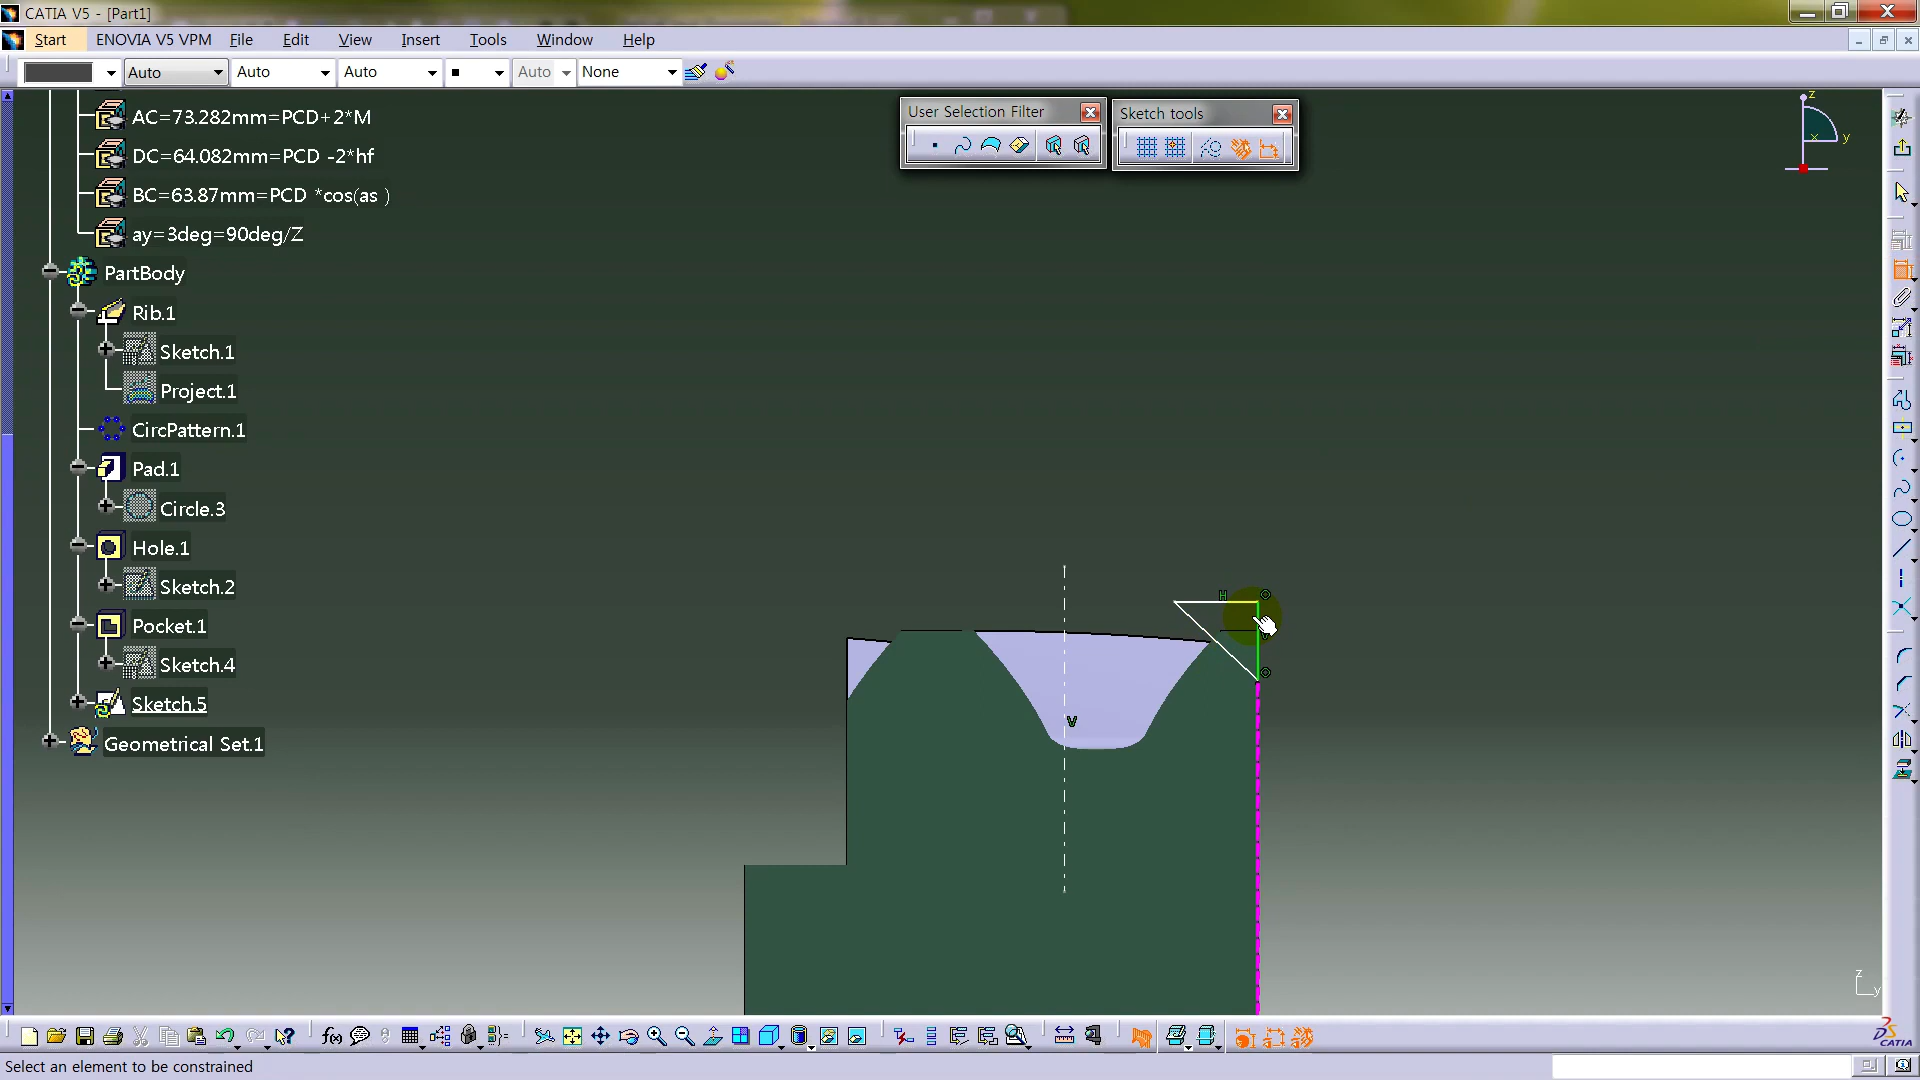 CATIA V5 - [Part1]
Start ENOVIA V5 VPM File Edit View Insert Tools Window Help
Auto Auto Auto Auto None
User Selection Filter
Sketch tools
z
y
x
AC=73.282mm=PCD+2*M
DC=64.082mm=PCD -2*hf
BC=63.87mm=PCD *cos(as )
ay=3deg=90deg/Z
PartBody
Rib.1
Sketch.1
Project.1
CircPattern.1
Pad.1
Circle.3
Hole.1
Sketch.2
Pocket.1
Sketch.4
Sketch.5
Geometrical Set.1
H
V
V
z
y
CATIA
Select an element to be constrained